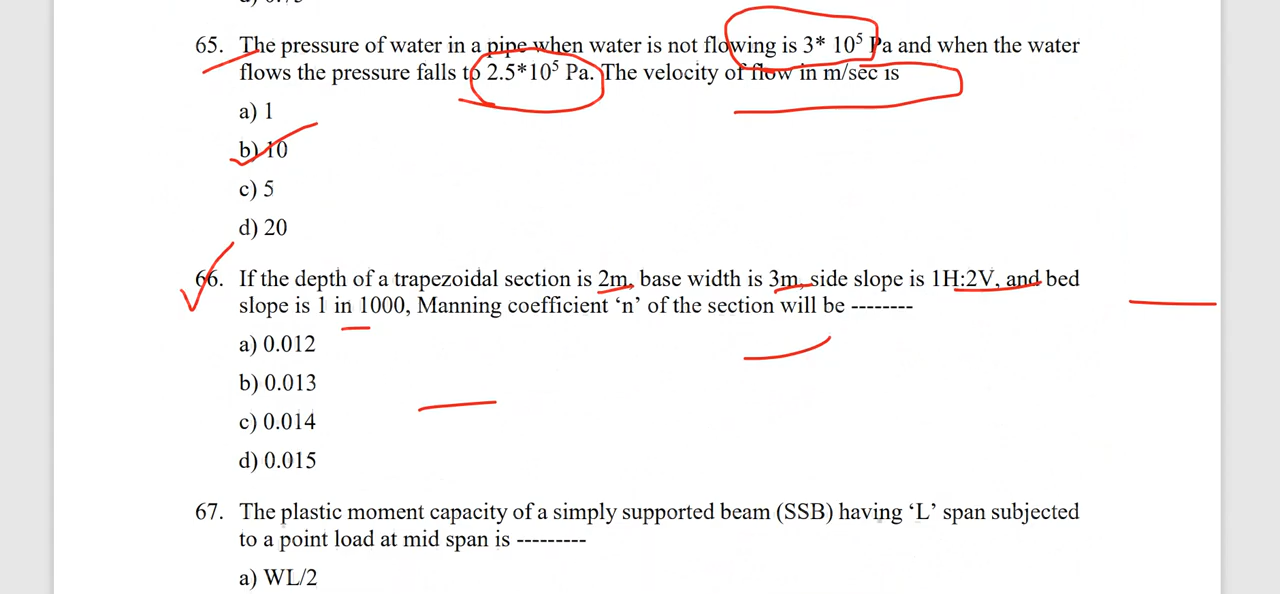 65. The pressure of water in a pipe when water is not flowing is 3* 10⁵ Pa and when the water
flows the pressure falls to 2.5*10⁵ Pa. The velocity of flow in m/sec is
a) 1
b) 10
c) 5
d) 20
66. If the depth of a trapezoidal section is 2m, base width is 3m, side slope is 1H:2V, and bed
slope is 1 in 1000, Manning coefficient ‘n’ of the section will be --------
a) 0.012
b) 0.013
c) 0.014
d) 0.015
67. The plastic moment capacity of a simply supported beam (SSB) having ‘L’ span subjected
to a point load at mid span is ---------
a) WL/2